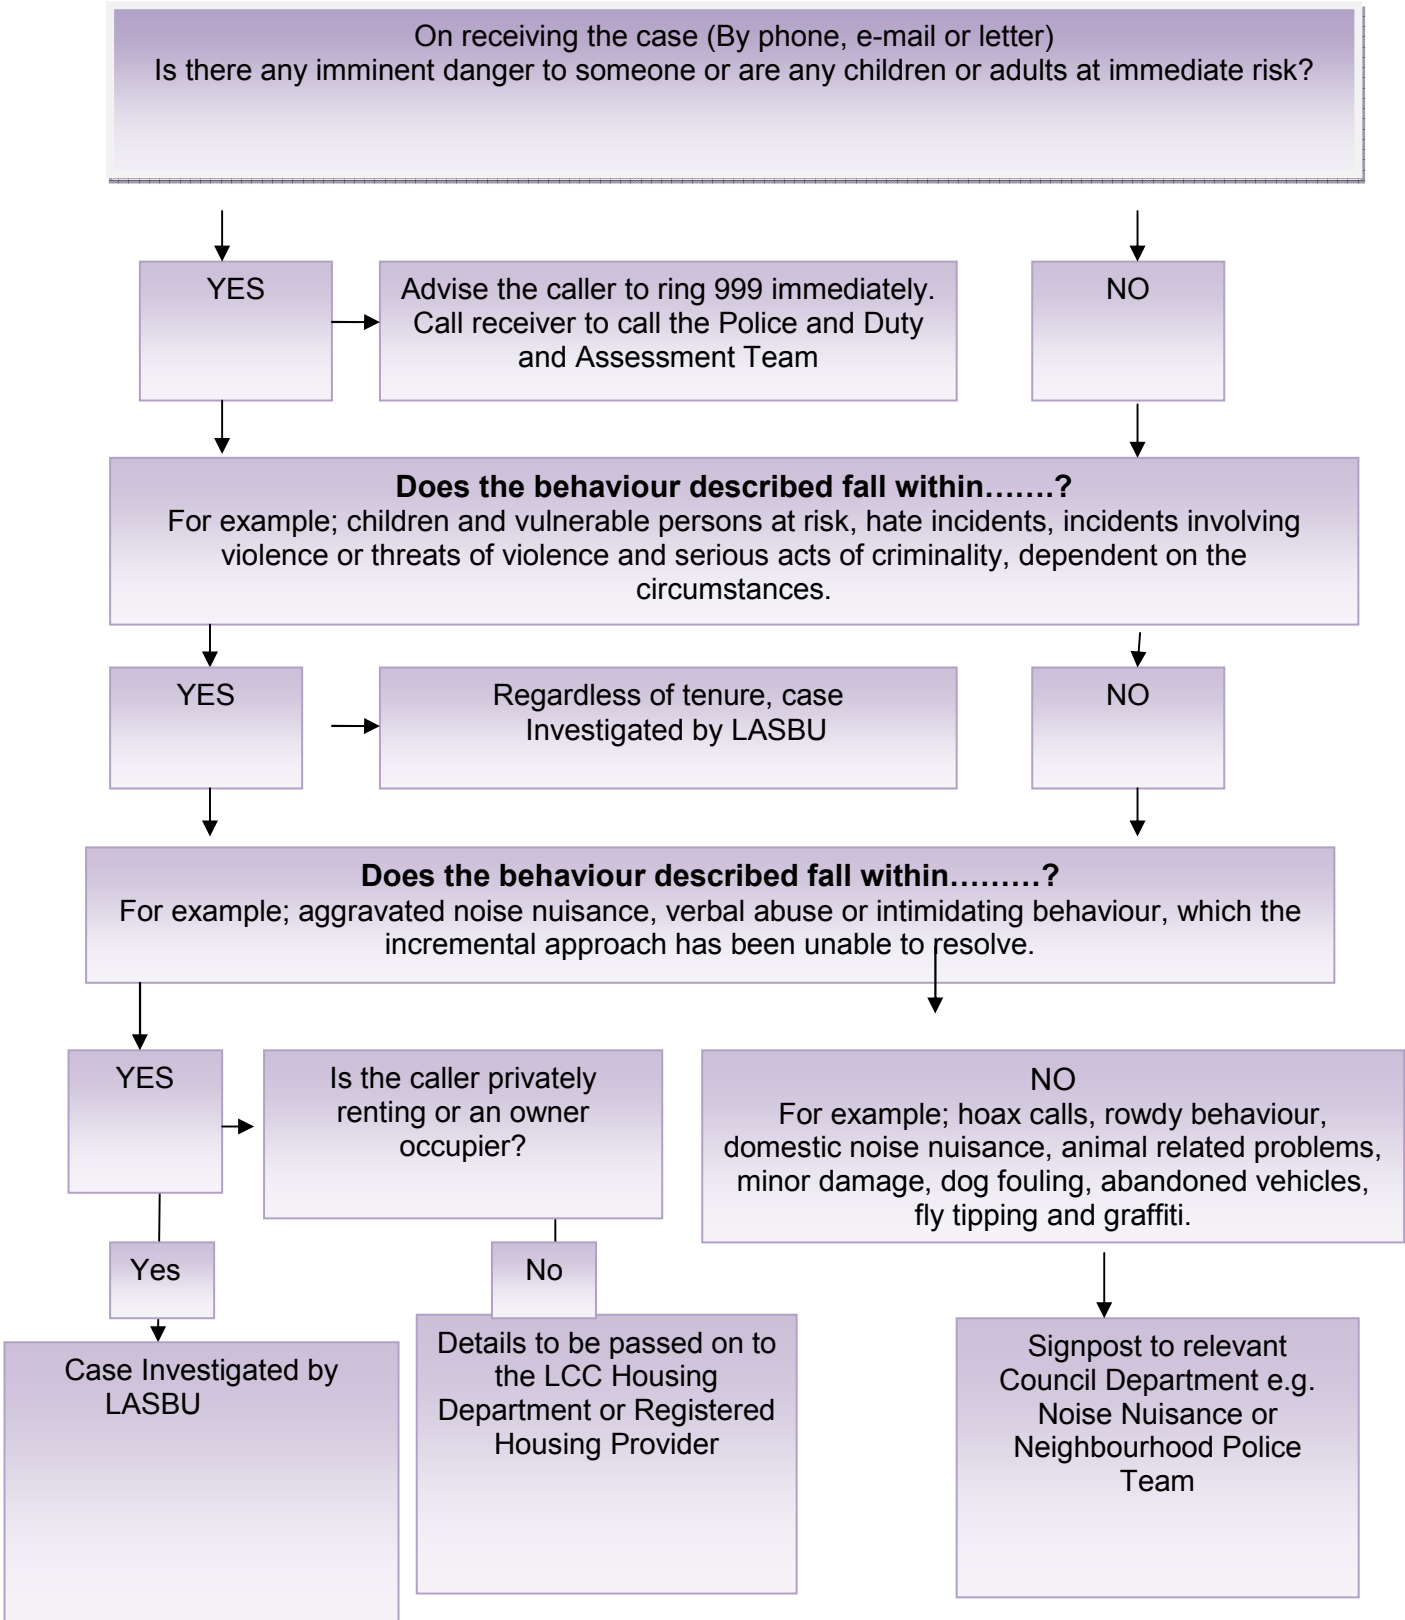 On receiving the case (By phone, e-mail or letter)
Is there any imminent danger to someone or are any children or adults at immediate risk?
YES
Advise the caller to ring 999 immediately.
Call receiver to call the Police and Duty
and Assessment Team
NO
Does the behaviour described fall within…….?
For example; children and vulnerable persons at risk, hate incidents, incidents involving
violence or threats of violence and serious acts of criminality, dependent on the
circumstances.
YES
Regardless of tenure, case
Investigated by LASBU
NO
Does the behaviour described fall within………?
For example; aggravated noise nuisance, verbal abuse or intimidating behaviour, which the
incremental approach has been unable to resolve.
YES
Is the caller privately
renting or an owner
occupier?
NO
For example; hoax calls, rowdy behaviour,
domestic noise nuisance, animal related problems,
minor damage, dog fouling, abandoned vehicles,
fly tipping and graffiti.
Yes
No
Case Investigated by
LASBU
Details to be passed on to
the LCC Housing
Department or Registered
Housing Provider
Signpost to relevant
Council Department e.g.
Noise Nuisance or
Neighbourhood Police
Team